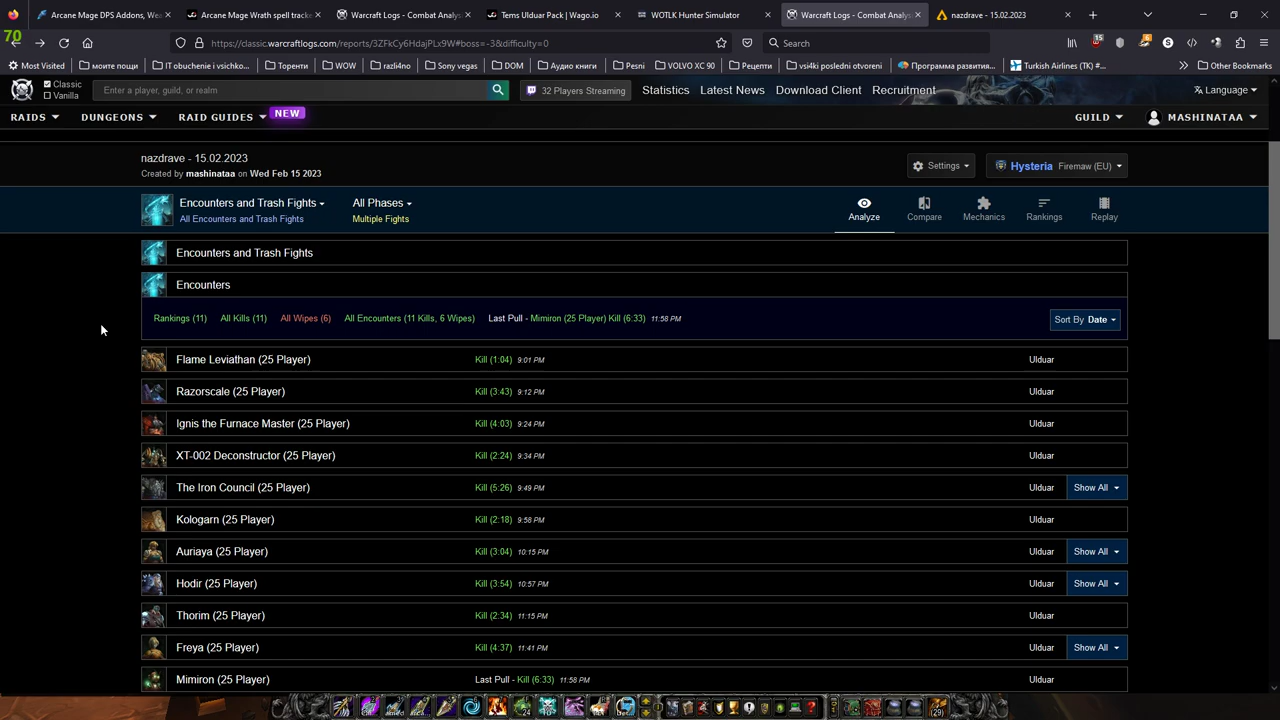 Arcane Mage DPS Addons, Wea
Arcane Mage Wrath spell tracke
Warcraft Logs - Combat Analys
Tems Ulduar Pack | Wago.io
WOTLK Hunter Simulator
Warcraft Logs - Combat Analys
nazdrave - 15.02.2023
70
https://classic.warcraftlogs.com/reports/3ZFkCy6HdajPLx9W#boss=-3&difficulty=0
Search
15
6
Most Visited
моите пощи
IT obuchenie i vsichko...
Торенти
WOW
razli4no
Sony vegas
DOM
Аудио книги
Pesni
VOLVO XC 90
Рецепти
vsi4ki posledni otvoreni
Программа развития...
Turkish Airlines (TK) #...
Other Bookmarks
Classic
Vanilla
Enter a player, guild, or realm
32 Players Streaming
Statistics
Latest News
Download Client
Recruitment
Language
RAIDS
DUNGEONS
RAID GUIDES
NEW
GUILD
MASHINATAA
nazdrave - 15.02.2023
Created by mashinataa on Wed Feb 15 2023
Settings
Hysteria Firemaw (EU)
Encounters and Trash Fights
All Encounters and Trash Fights
All Phases
Multiple Fights
Analyze
Compare
Mechanics
Rankings
Replay
Encounters and Trash Fights
Encounters
Rankings (11)
All Kills (11)
All Wipes (6)
All Encounters (11 Kills, 6 Wipes)
Last Pull - Mimiron (25 Player) Kill (6:33) 11:58 PM
Sort By Date
Flame Leviathan (25 Player) Kill (1:04) 9:01 PM Ulduar
Razorscale (25 Player) Kill (3:43) 9:12 PM Ulduar
Ignis the Furnace Master (25 Player) Kill (4:03) 9:24 PM Ulduar
XT-002 Deconstructor (25 Player) Kill (2:24) 9:34 PM Ulduar
The Iron Council (25 Player) Kill (5:26) 9:49 PM Ulduar Show All
Kologarn (25 Player) Kill (2:18) 9:58 PM Ulduar
Auriaya (25 Player) Kill (3:04) 10:15 PM Ulduar Show All
Hodir (25 Player) Kill (3:54) 10:57 PM Ulduar Show All
Thorim (25 Player) Kill (2:34) 11:15 PM Ulduar
Freya (25 Player) Kill (4:37) 11:41 PM Ulduar Show All
Mimiron (25 Player) Last Pull - Kill (6:33) 11:58 PM Ulduar